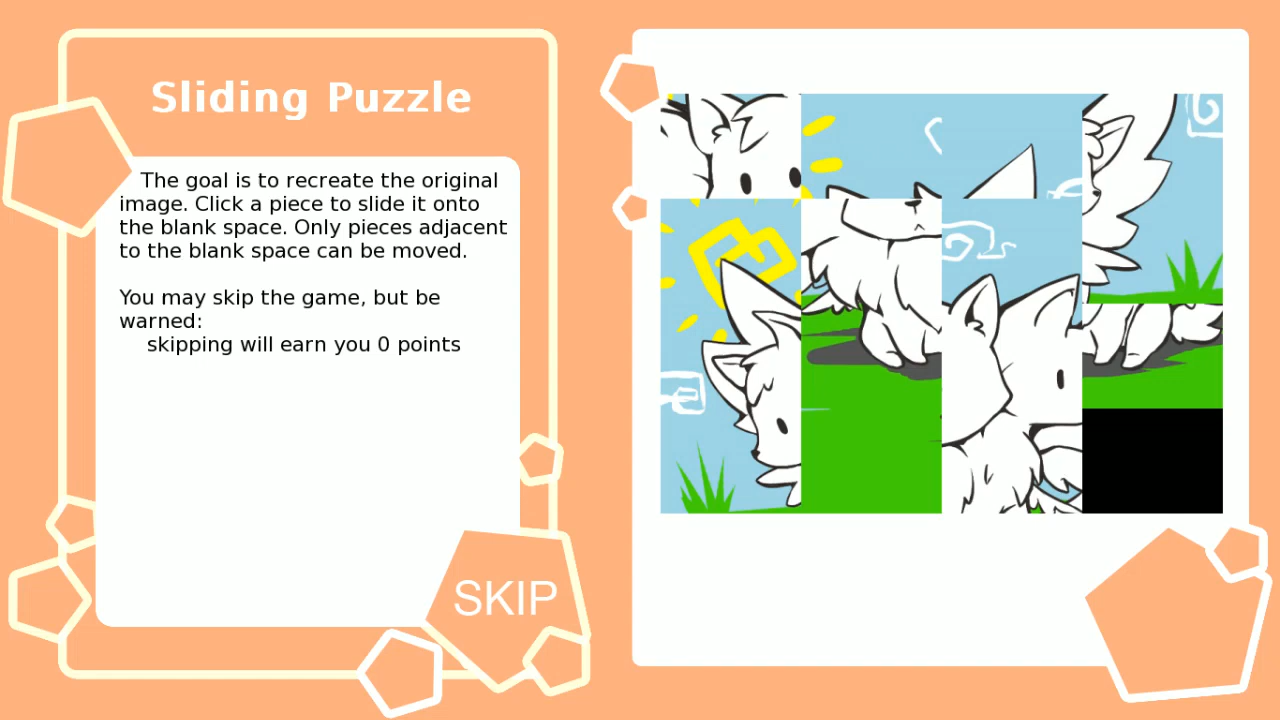 Sliding Puzzle
The goal is to recreate the original
image. Click a piece to slide it onto
the blank space. Only pieces adjacent
to the blank space can be moved.
You may skip the game, but be
warned:
skipping will earn you 0 points
SKIP